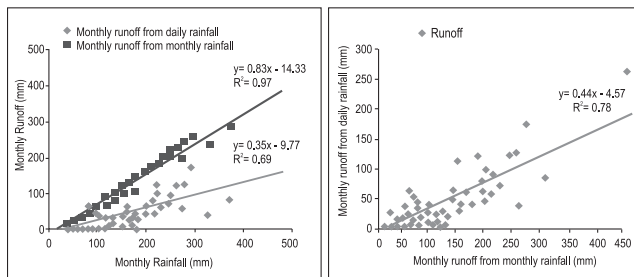 Monthly runoff from daily rainfall
Monthly runoff from monthly rainfall
500
400
300
200
100
0
Monthly Runoff (mm)
y= 0.83x - 14.33
R²= 0.97
y= 0.35x - 9.77
R²= 0.69
0 100 200 300 400 500
Monthly Rainfall (mm)
Runoff
300
250
200
150
100
50
0
Monthly runoff from daily rainfall (mm)
y= 0.44x - 4.57
R²= 0.78
0 50 100 150 200 250 300 350 400 450
Monthly runoff from monthly rainfall (mm)